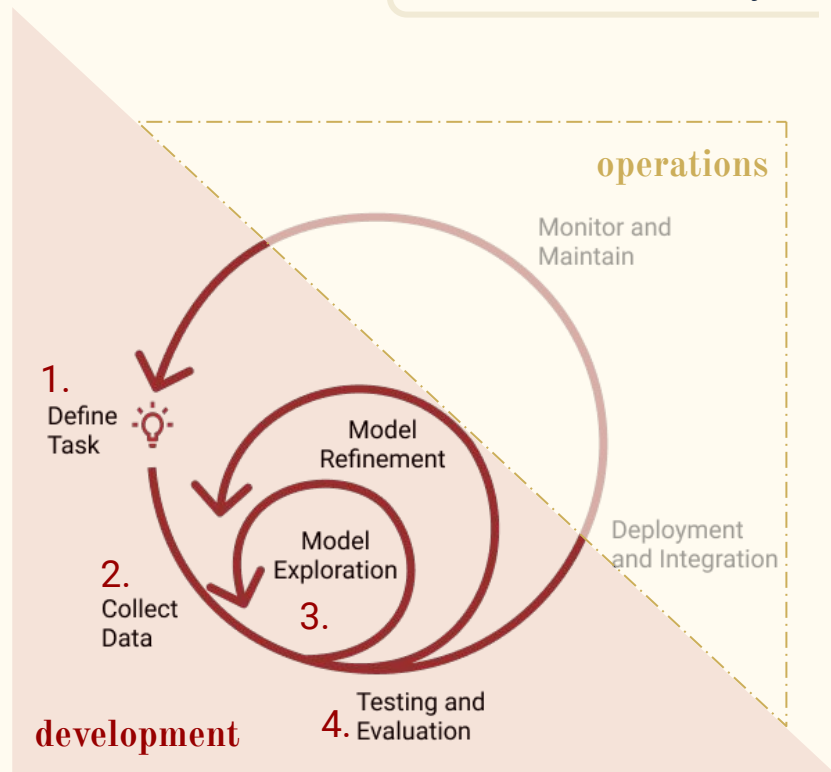 operations
Monitor and
Maintain
1.
Define
Task
Model
Refinement
Model
Exploration
3.
2.
Collect
Data
Deployment
and Integration
4.
Testing and
Evaluation
development